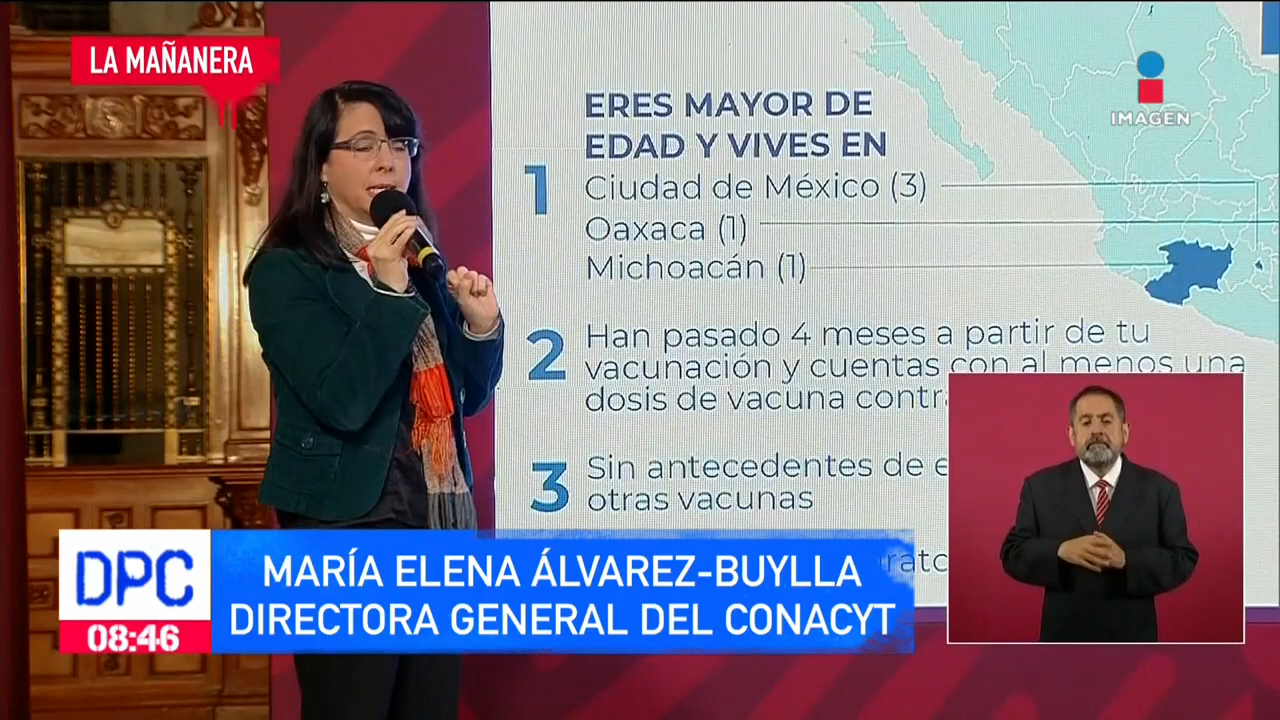 LA MAÑANERA
IMAGEN
ERES MAYOR DE
EDAD Y VIVES EN
1
Ciudad de México (3)
Oaxaca (1)
Michoacán (1)
2
Han pasado 4 meses a partir de tu
vacunación y cuentas con al menos una
dosis de vacuna
3
Sin antecedentes de
otras vacunas
DPC
08:46
MARÍA ELENA ÁLVAREZ-BUYLLA
DIRECTORA GENERAL DEL CONACYT